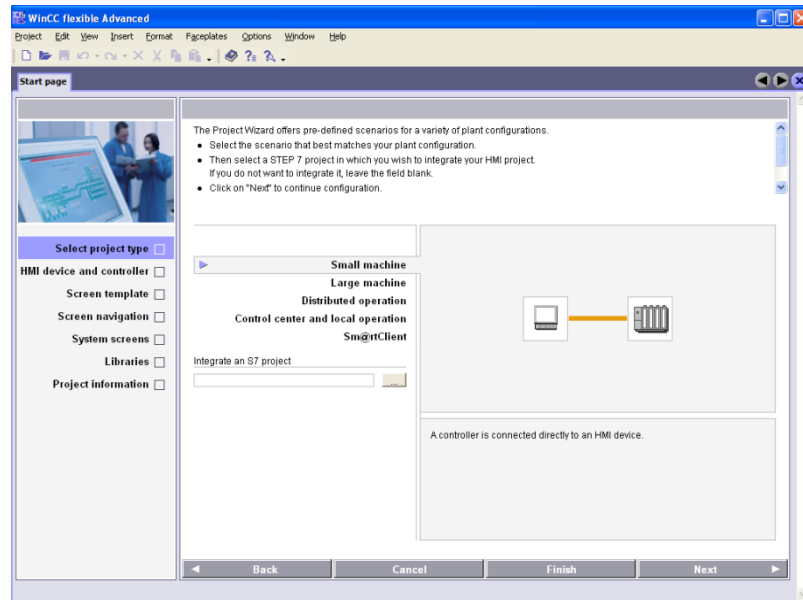 WinCC flexible Advanced
Project Edit View Insert Format Faceplates Options Window Help
Start page
The Project Wizard offers pre-defined scenarios for a variety of plant configurations.
• Select the scenario that best matches your plant configuration.
• Then select a STEP 7 project in which you wish to integrate your HMI project.
If you do not want to integrate it, leave the field blank.
• Click on "Next" to continue configuration.
Select project type
HMI device and controller
Screen template
Screen navigation
System screens
Libraries
Project information
Small machine
Large machine
Distributed operation
Control center and local operation
Sm@rtClient
Integrate an S7 project
...
A controller is connected directly to an HMI device.
Back Cancel Finish Next